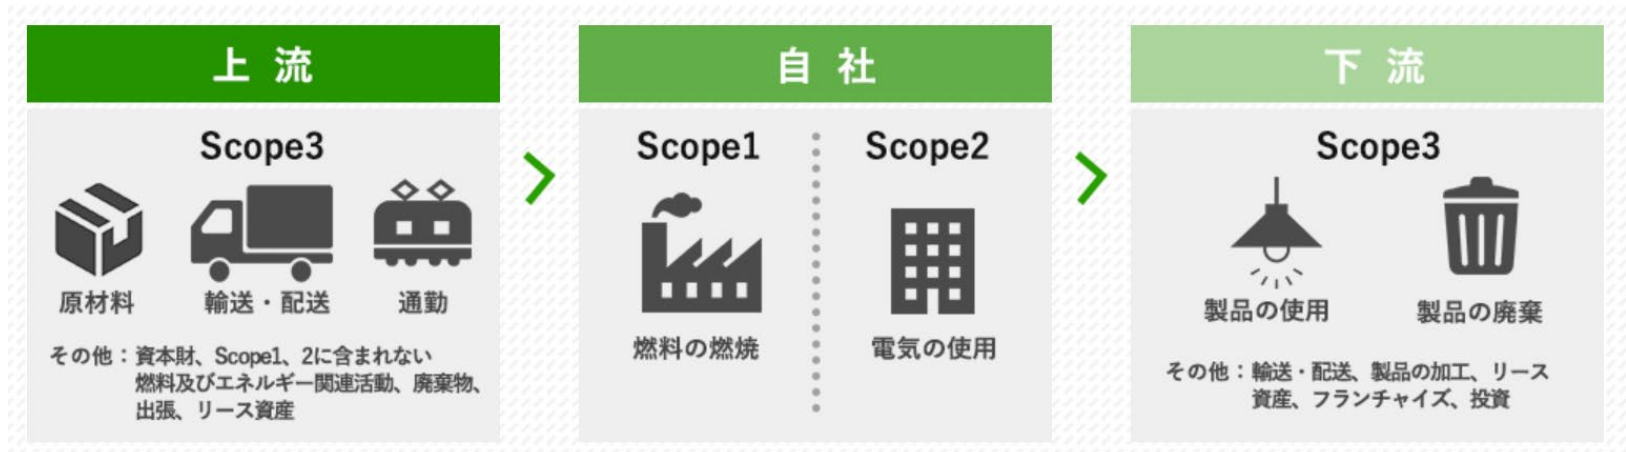 上流
Scope3
原材料
輸送・配送
通勤
その他：資本財、Scope1、2に含まれない
燃料及びエネルギー関連活動、廃棄物、
出張、リース資産
自社
Scope1
燃料の燃焼
Scope2
電気の使用
下流
Scope3
製品の使用
製品の廃棄
その他：輸送・配送、製品の加工、リース
資産、フランチャイズ、投資